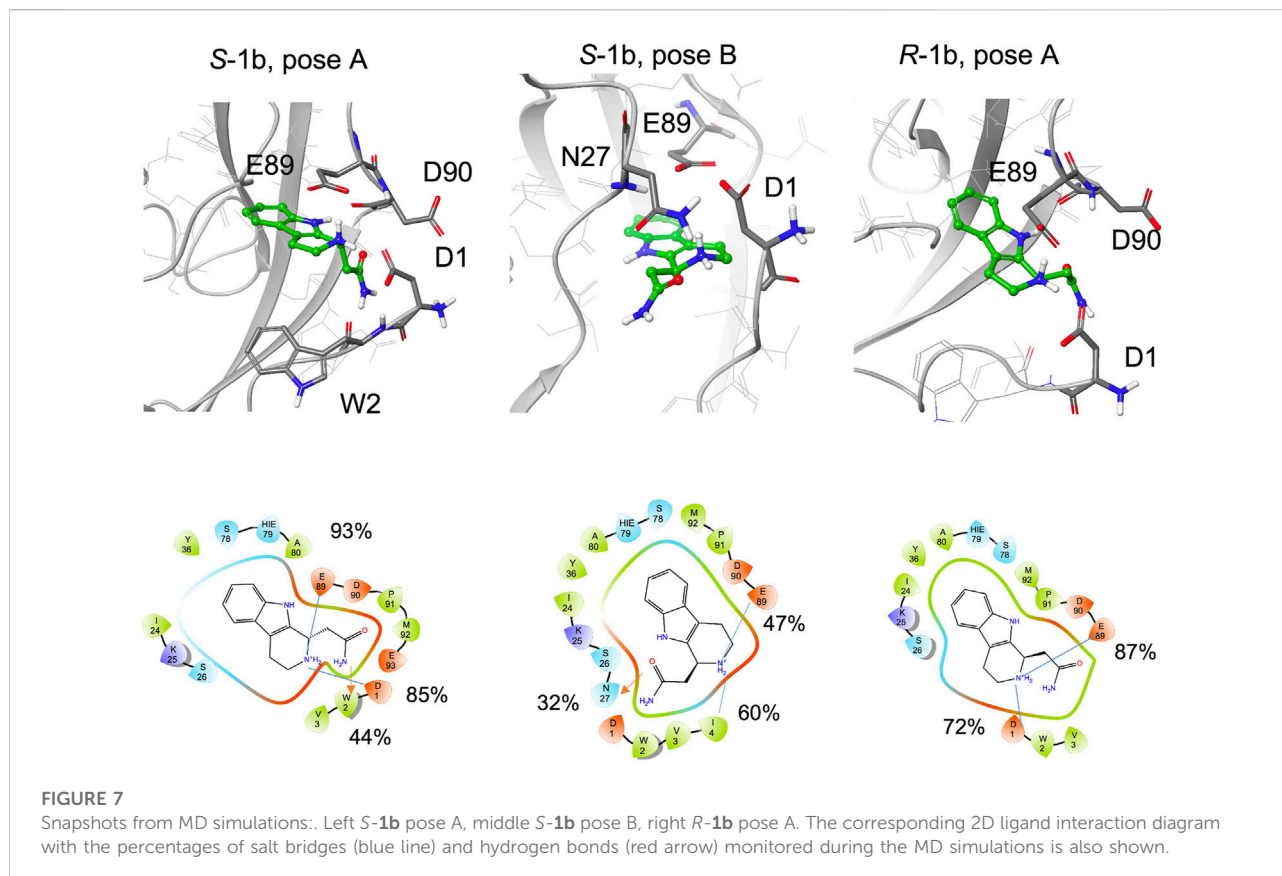 S-1b, pose A
S-1b, pose B
R-1b, pose A
E89
D90
D1
W2
E89
N27
D1
E89
D90
D1
93%
S 78
HIE 79
A 80
Y 36
E 89
D 90
P 91
M 92
E 93
D 1
W 2
V 3
I 24
K 25
S 26
NH
O
N⁺H₂
NH₂
85%
44%
S 78
HIE 79
A 80
Y 36
I 24
K 25
S 26
N 27
M 92
P 91
D 90
E 89
D 1
W 2
V 3
I 4
NH
O
N⁺H₂
NH₂
47%
32%
60%
HIE 79
A 80
S 78
Y 36
I 24
K 25
S 26
M 92
P 91
D 90
E 89
D 1
W 2
V 3
NH
O
N⁺H₂
NH₂
87%
72%
FIGURE 7
Snapshots from MD simulations:. Left S-1b pose A, middle S-1b pose B, right R-1b pose A. The corresponding 2D ligand interaction diagram
with the percentages of salt bridges (blue line) and hydrogen bonds (red arrow) monitored during the MD simulations is also shown.